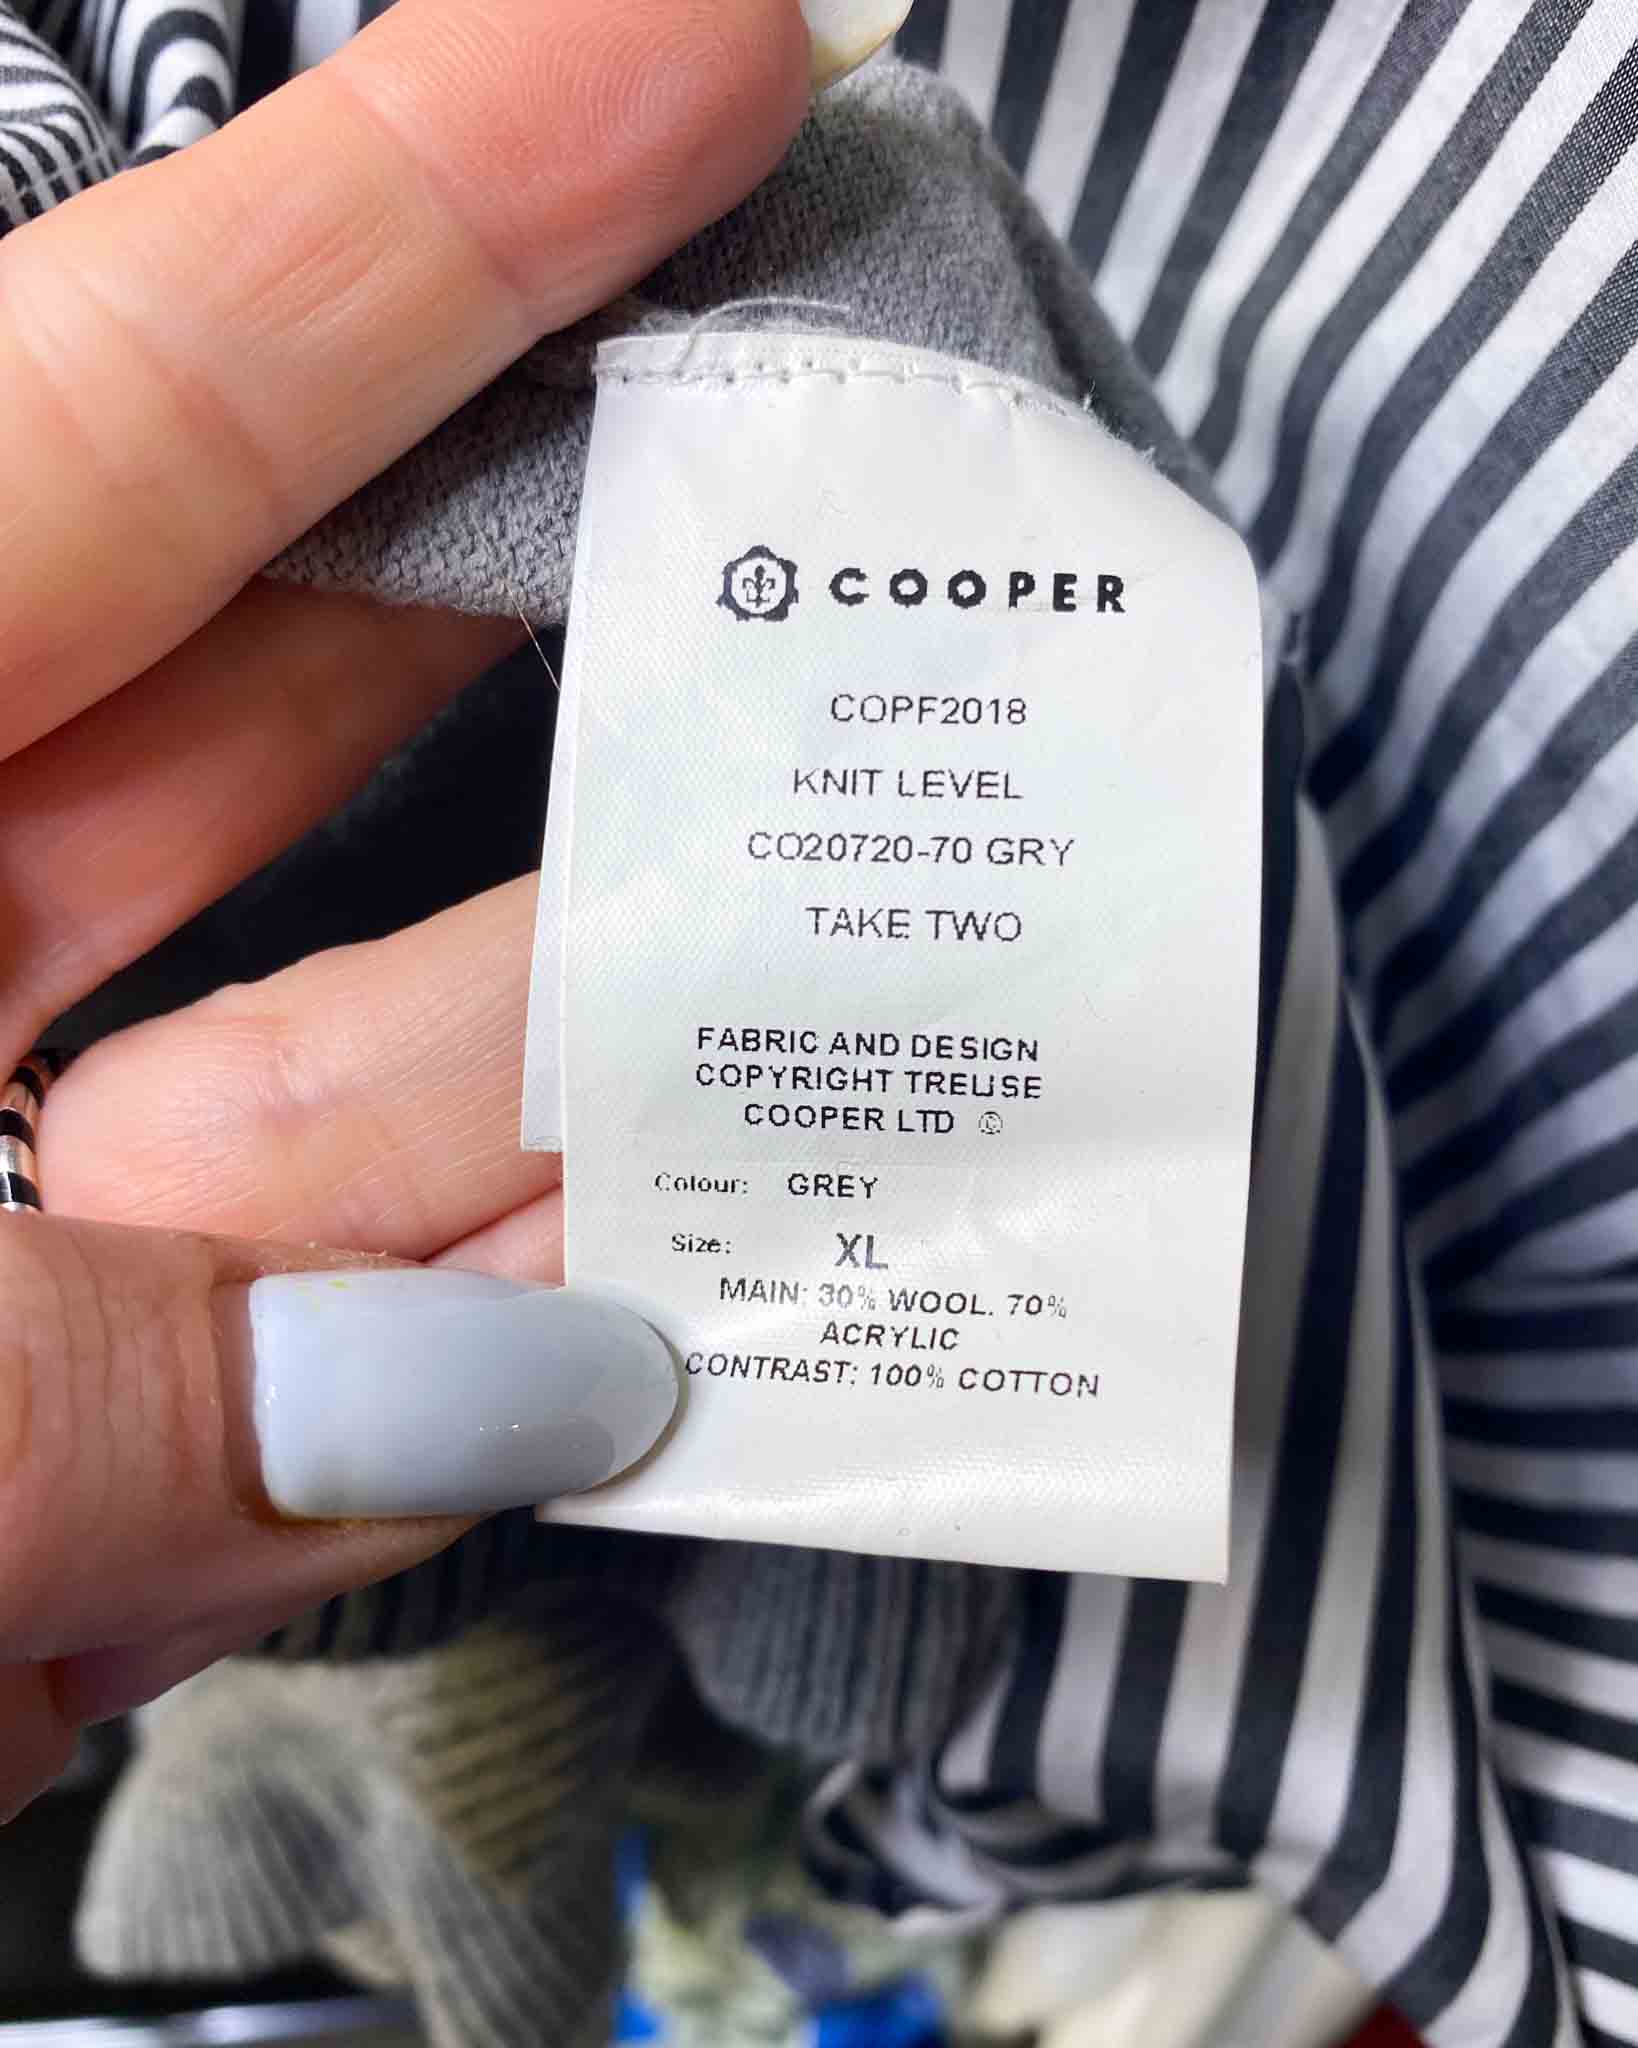 COOPER
COPF2018
KNIT LEVEL
CO20720-70 GRY
TAKE TWO
FABRIC AND DESIGN
COPYRIGHT TRELISE
COOPER LTD ©
Colour: GREY
Size: XL
MAIN: 30% WOOL. 70%
ACRYLIC
CONTRAST: 100% COTTON